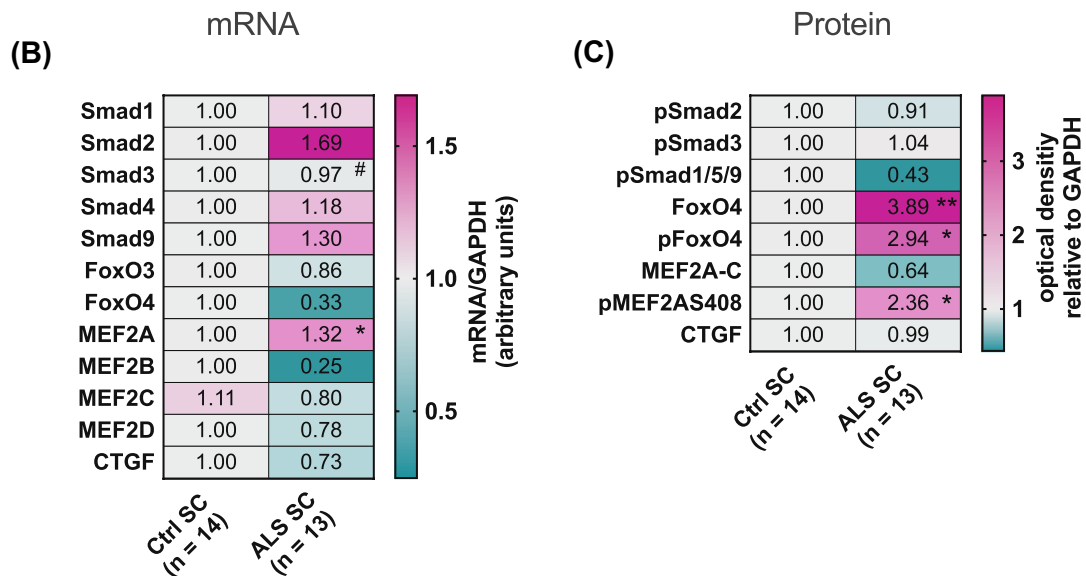 mRNA
(B)
Smad1 1.00 1.10
Smad2 1.00 1.69
Smad3 1.00 0.97 #
Smad4 1.00 1.18
Smad9 1.00 1.30
FoxO3 1.00 0.86
FoxO4 1.00 0.33
MEF2A 1.00 1.32 *
MEF2B 1.00 0.25
MEF2C 1.11 0.80
MEF2D 1.00 0.78
CTGF 1.00 0.73
Ctrl SC
(n = 14)
ALS SC
(n = 13)
1.5
1.0
0.5
mRNA/GAPDH
(arbitrary units)
Protein
(C)
pSmad2 1.00 0.91
pSmad3 1.00 1.04
pSmad1/5/9 1.00 0.43
FoxO4 1.00 3.89 **
pFoxO4 1.00 2.94 *
MEF2A-C 1.00 0.64
pMEF2AS408 1.00 2.36 *
CTGF 1.00 0.99
Ctrl SC
(n = 14)
ALS SC
(n = 13)
3
2
1
optical densitiy
relative to GAPDH